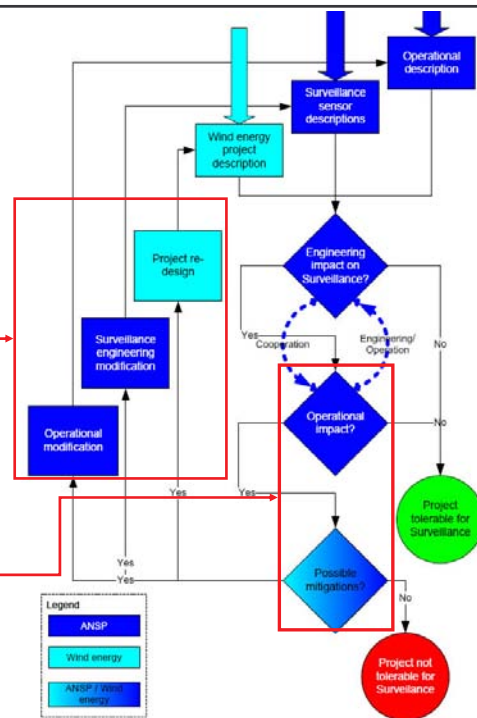 Operational
description
Surveillance
sensor
descriptions
Wind energy
project
description
Project re-
design
Engineering
impact on
Surveillance?
Surveillance
engineering
modification
Yes
Cooperation
Engineering/
Operation
No
Operational
modification
Operational
impact?
No
Yes
Yes
Project
tolerable for
Surveillance
Yes
Yes
Possible
mitigations?
No
Legend
ANSP
Wind energy
ANSP / Wind
energy
Project not
tolerable for
Surveillance